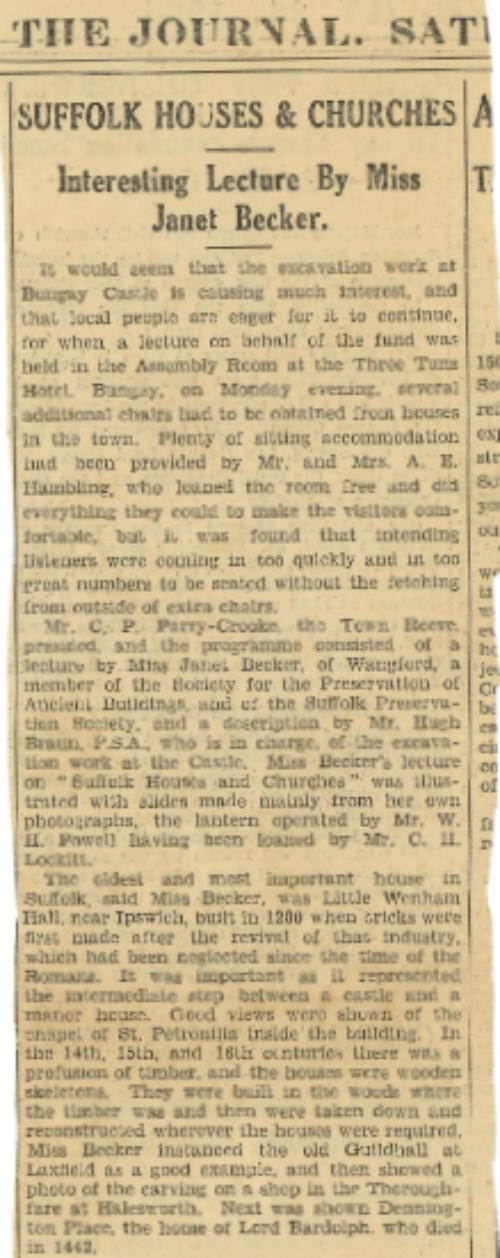 THE JOURNAL. SAT
SUFFOLK HOUSES & CHURCHES
Interesting Lecture By Miss
Janet Becker.
It would seem that the excavation work at
Bungay Castle is causing much interest, and
that local people are eager for it to continue,
for when a lecture on behalf of the fund was
held in the Assembly Room at the Three Tuns
Hotel, Bungay, on Monday evening, several
additional chairs had to be obtained from houses
in the town. Plenty of sitting accommodation
had been provided by Mr. and Mrs. A. E.
Hambling, who loaned the room free and did
everything they could to make the visitors com-
fortable, but it was found that intending
listeners were coming in too quickly and in too
great numbers to be seated without the fetching
from outside of extra chairs.
Mr. C. P. Parry-Crooke, the Town Reeve,
presided, and the programme consisted of a
lecture by Miss Janet Becker, of Wangford, a
member of the Society for the Preservation of
Ancient Buildings, and of the Suffolk Preserva-
tion Society, and a description by Mr. Hugh
Braun, F.S.A., who is in charge, of the excava-
tion work at the Castle. Miss Becker's lecture
on "Suffolk Houses and Churches" was illus-
trated with slides made mainly from her own
photographs, the lantern operated by Mr. W.
H. Powell having been loaned by Mr. C. H.
Lockitt.
The oldest and most important house in
Suffolk, said Miss Becker, was Little Wenham
Hall, near Ipswich, built in 1200 when bricks were
first made after the revival of that industry,
which had been neglected since the time of the
Romans. It was important as it represented
the intermediate step between a castle and a
manor house. Good views were shown of the
chapel of St. Petronilla inside the building. In
the 14th, 15th, and 16th centuries there was a
profusion of timber, and the houses were wooden
skeletons. They were built in the woods where
the timber was and then were taken down and
reconstructed wherever the houses were required.
Miss Becker instanced the old Guildhall at
Laxfield as a good example, and then showed a
photo of the carving on a shop in the Thorough-
fare at Halesworth. Next was shown Denning-
ton Place, the house of Lord Bardolph, who died
in 1442.